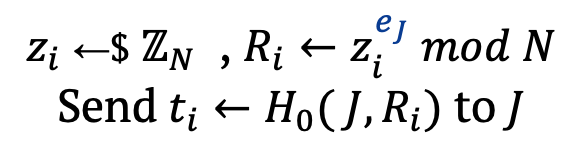 z_i ←$ ℤ_N , R_i ← z_i^{e_J} mod N
Send t_i ← H_0(J, R_i) to J